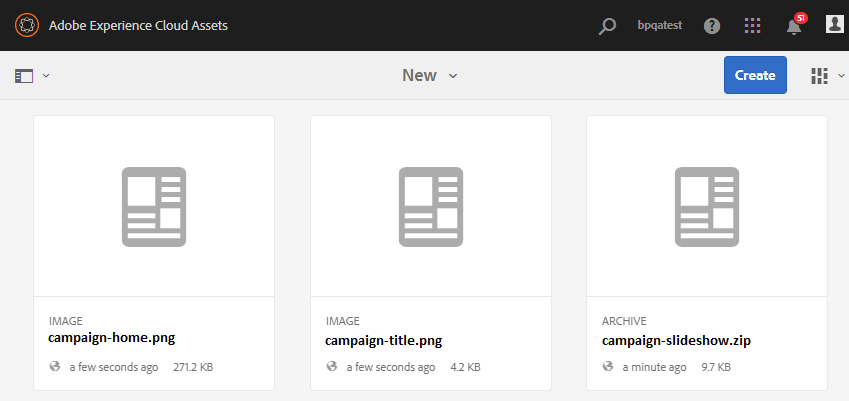 Adobe Experience Cloud Assets
bpqatest
?
51
New
Create
IMAGE
campaign-home.png
a few seconds ago 271.2 KB
IMAGE
campaign-title.png
a few seconds ago 4.2 KB
ARCHIVE
campaign-slideshow.zip
a minute ago 9.7 KB